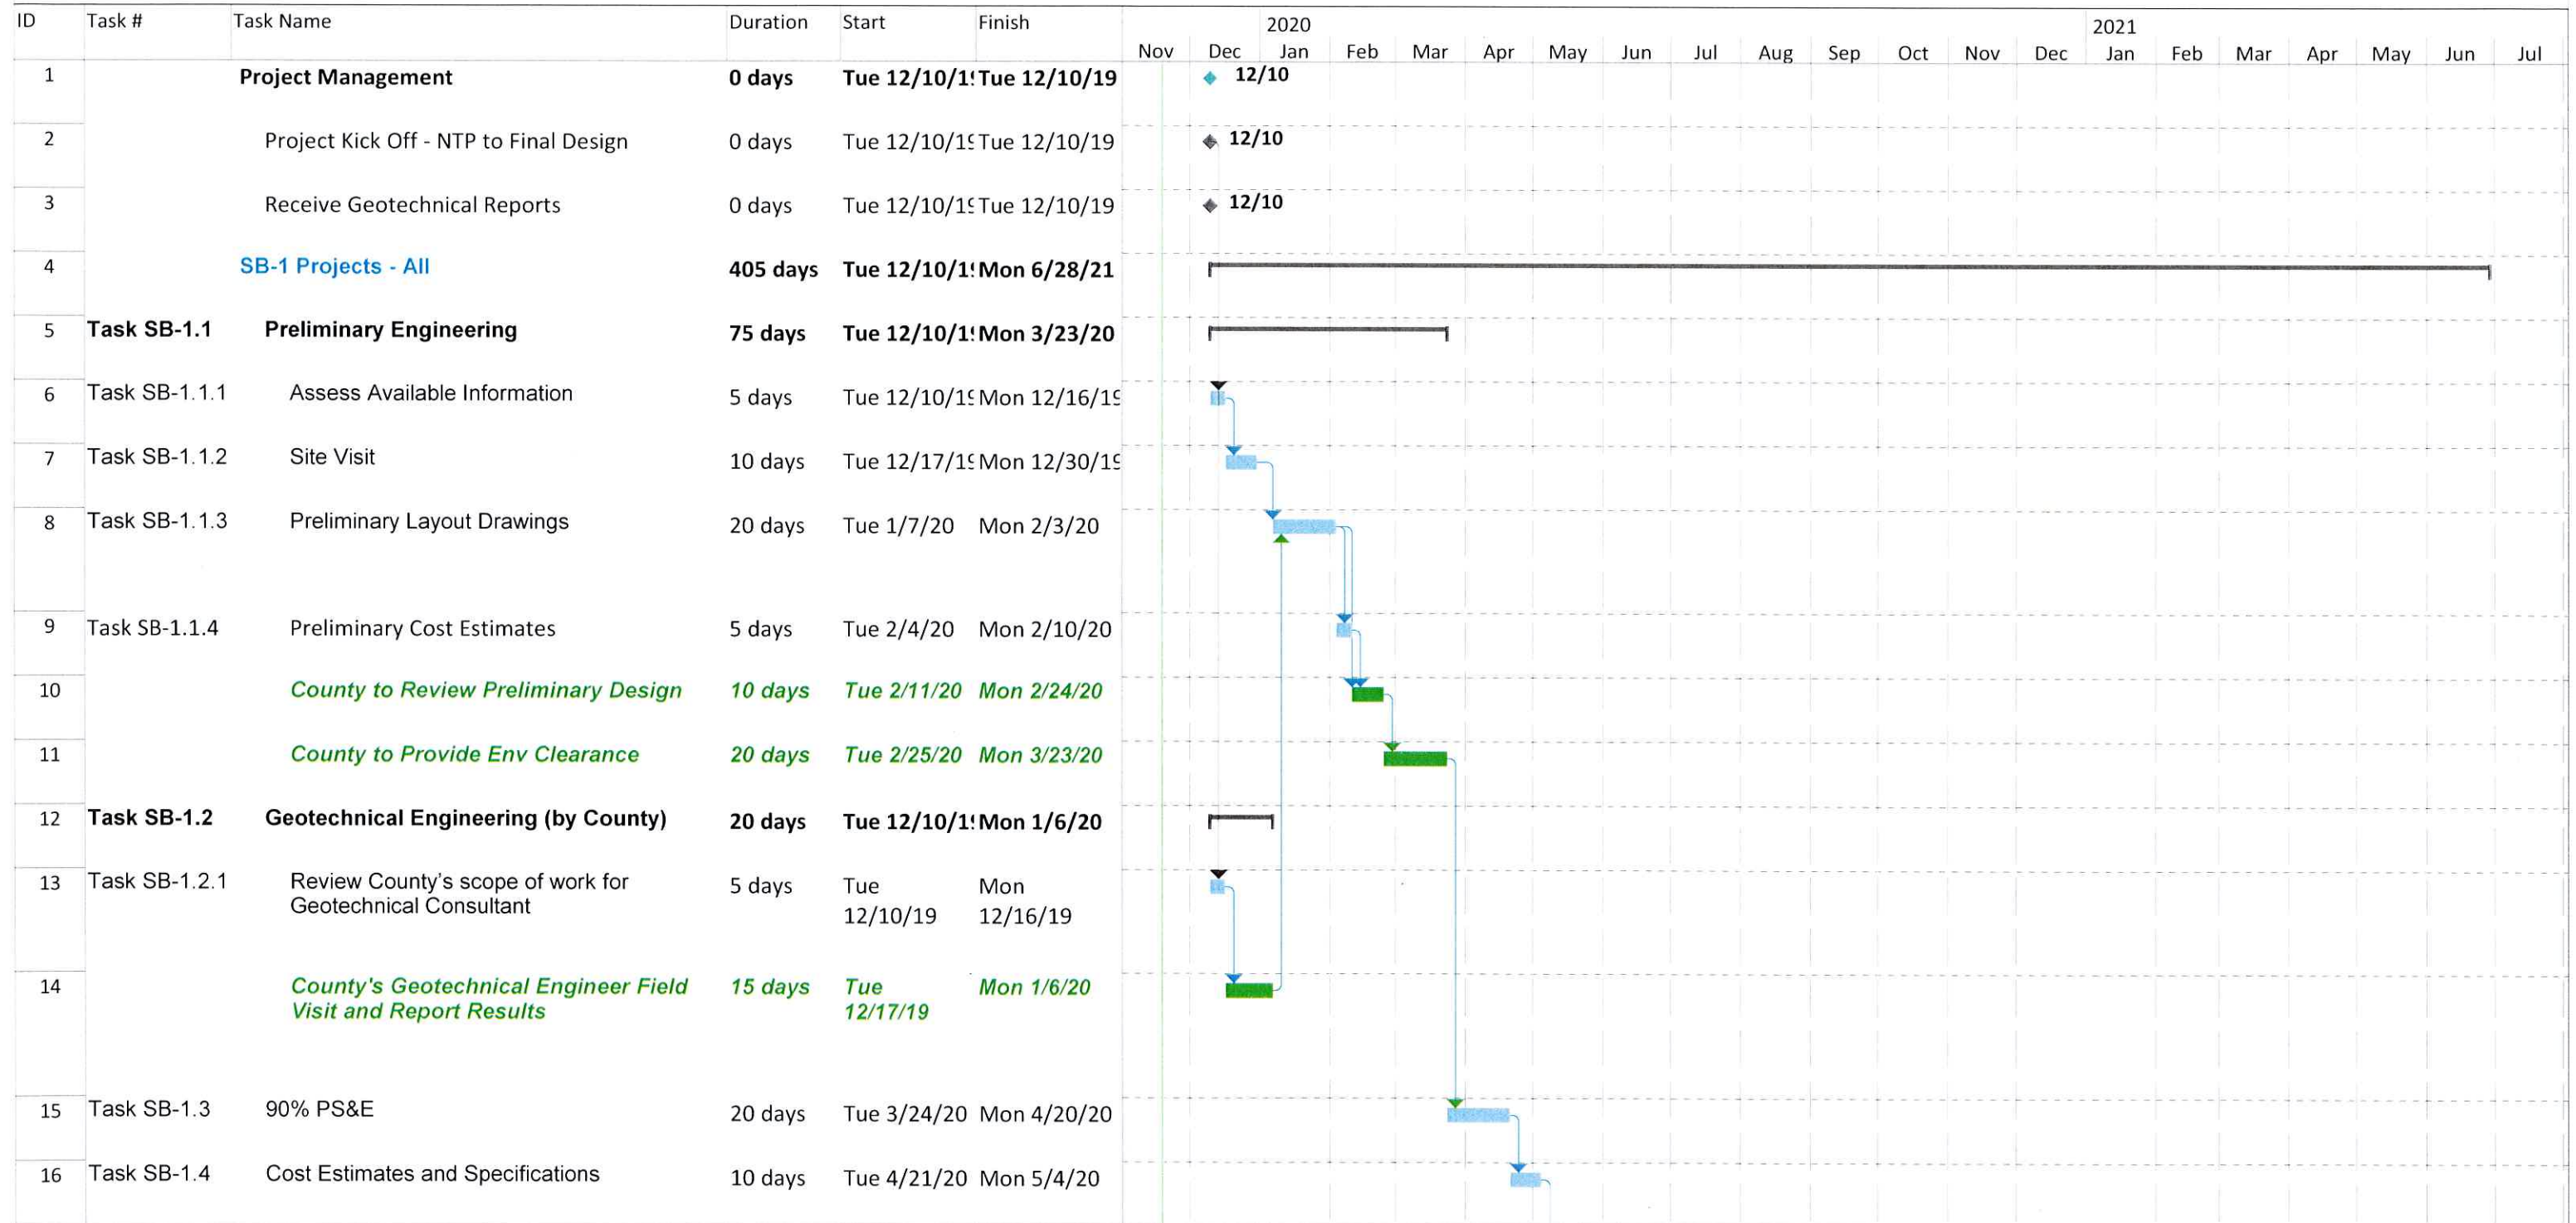 ID Task # Task Name Duration Start Finish 2020 2021
Nov Dec Jan Feb Mar Apr May Jun Jul Aug Sep Oct Nov Dec Jan Feb Mar Apr May Jun Jul
1 Project Management 0 days Tue 12/10/19 Tue 12/10/19 12/10
2 Project Kick Off - NTP to Final Design 0 days Tue 12/10/19 Tue 12/10/19 12/10
3 Receive Geotechnical Reports 0 days Tue 12/10/19 Tue 12/10/19 12/10
4 SB-1 Projects - All 405 days Tue 12/10/19 Mon 6/28/21
5 Task SB-1.1 Preliminary Engineering 75 days Tue 12/10/19 Mon 3/23/20
6 Task SB-1.1.1 Assess Available Information 5 days Tue 12/10/19 Mon 12/16/19
7 Task SB-1.1.2 Site Visit 10 days Tue 12/17/19 Mon 12/30/19
8 Task SB-1.1.3 Preliminary Layout Drawings 20 days Tue 1/7/20 Mon 2/3/20
9 Task SB-1.1.4 Preliminary Cost Estimates 5 days Tue 2/4/20 Mon 2/10/20
10 County to Review Preliminary Design 10 days Tue 2/11/20 Mon 2/24/20
11 County to Provide Env Clearance 20 days Tue 2/25/20 Mon 3/23/20
12 Task SB-1.2 Geotechnical Engineering (by County) 20 days Tue 12/10/19 Mon 1/6/20
13 Task SB-1.2.1 Review County's scope of work for 5 days Tue Mon
Geotechnical Consultant 12/10/19 12/16/19
14 County's Geotechnical Engineer Field 15 days Tue Mon 1/6/20
Visit and Report Results 12/17/19
15 Task SB-1.3 90% PS&E 20 days Tue 3/24/20 Mon 4/20/20
16 Task SB-1.4 Cost Estimates and Specifications 10 days Tue 4/21/20 Mon 5/4/20